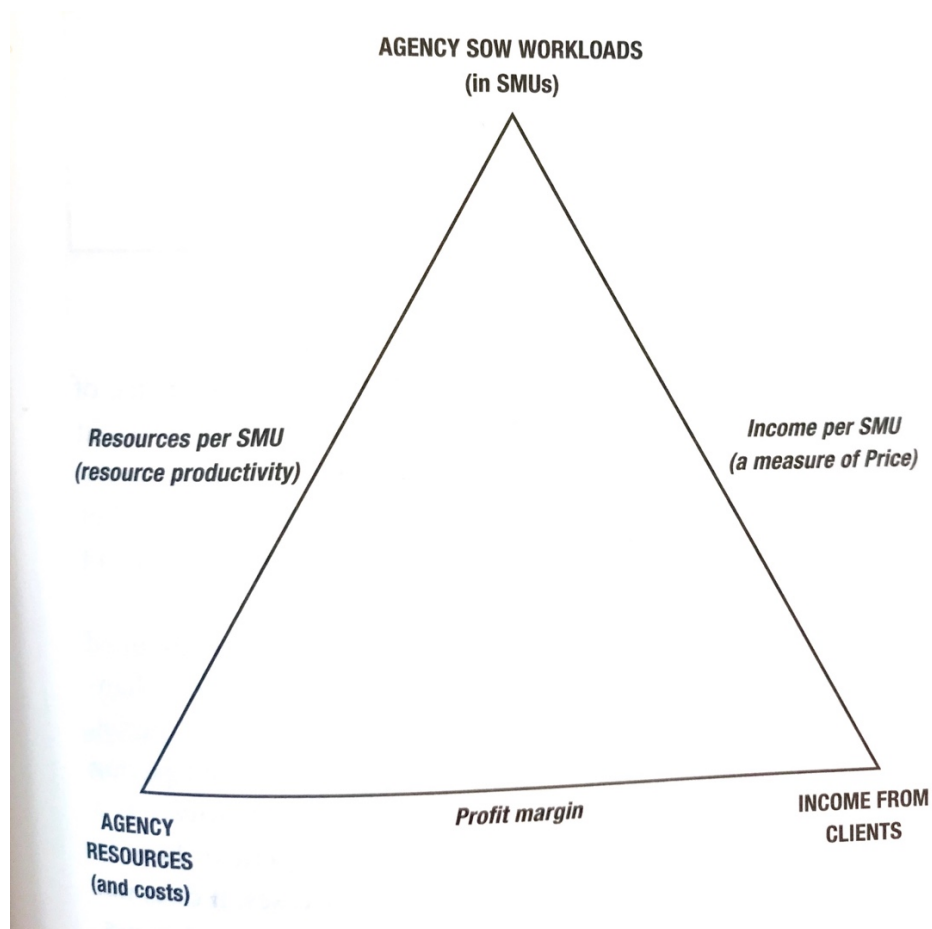 AGENCY SOW WORKLOADS
(in SMUs)
Resources per SMU
(resource productivity)
Income per SMU
(a measure of Price)
Profit margin
AGENCY
RESOURCES
(and costs)
INCOME FROM
CLIENTS